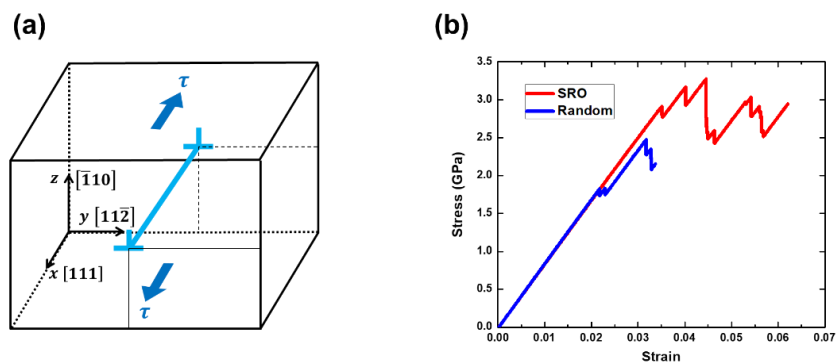 (a)
τ
z [1̅10]
y [112̅]
x [111]
τ
(b)
Stress (GPa)
3.5
3.0
2.5
2.0
1.5
1.0
0.5
0.0
SRO
Random
0.00 0.01 0.02 0.03 0.04 0.05 0.06 0.07
Strain